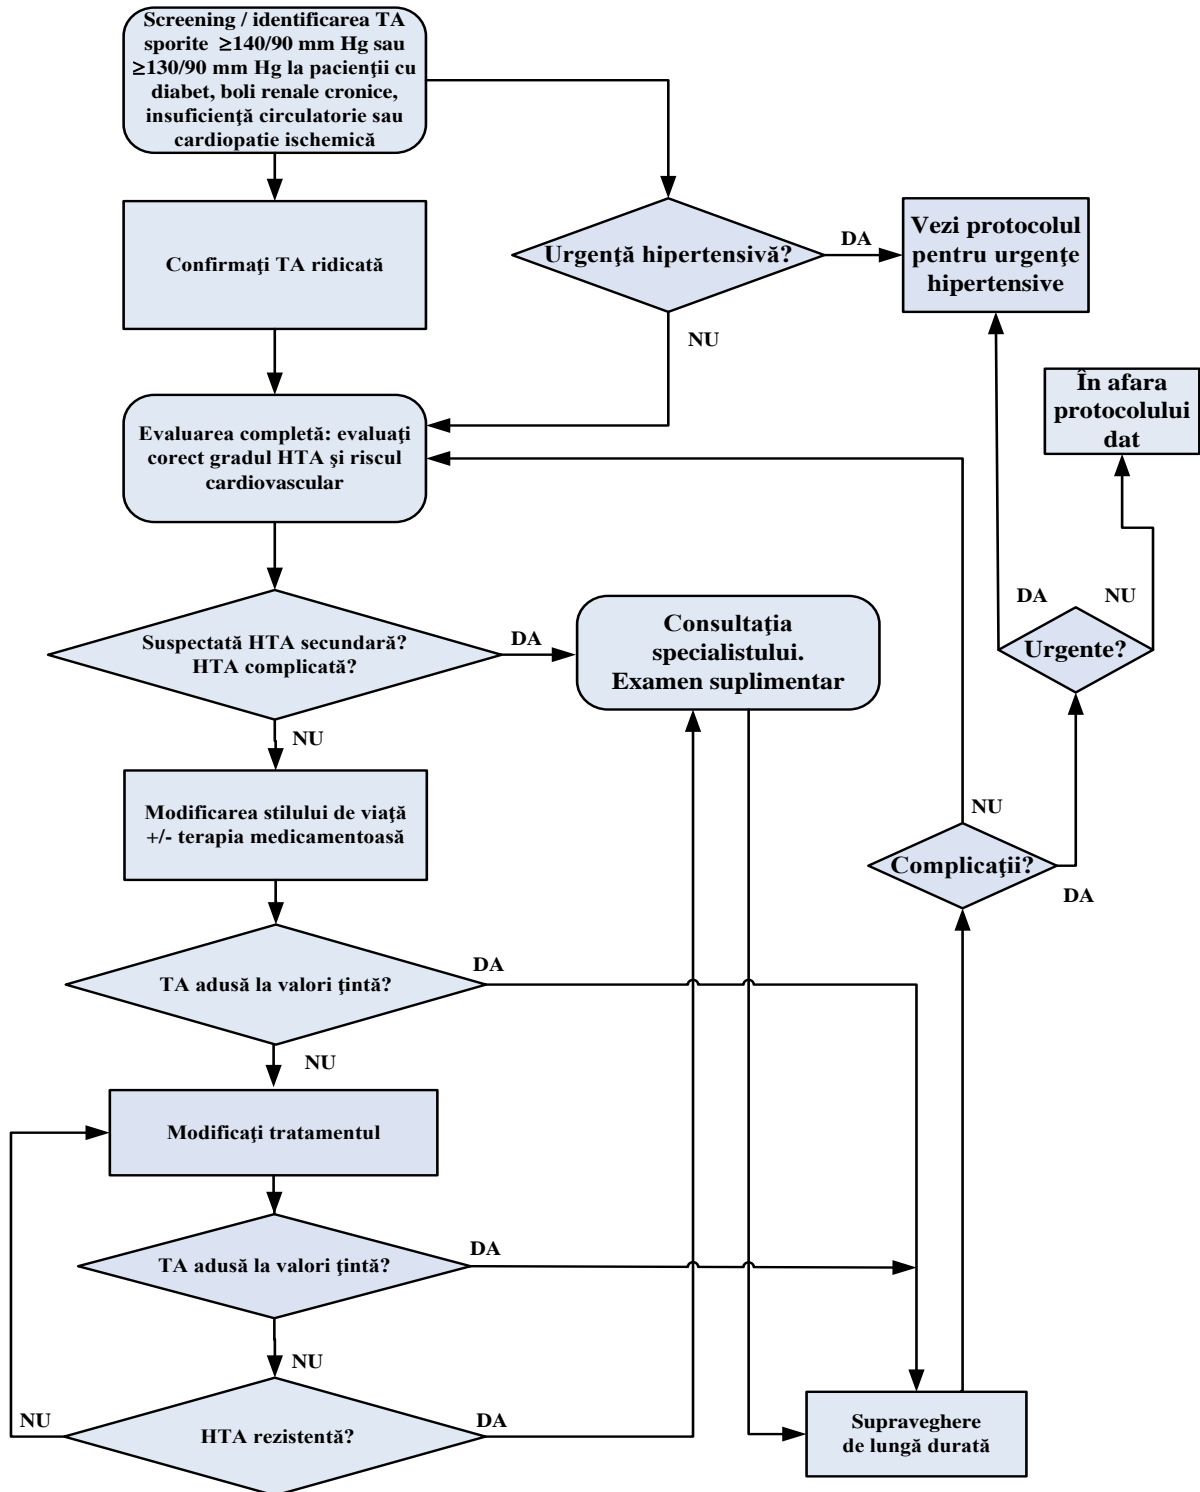 Screening / identificarea TA
sporite ≥140/90 mm Hg sau
≥130/90 mm Hg la pacienţii cu
diabet, boli renale cronice,
insuficienţă circulatorie sau
cardiopatie ischemică
Confirmaţi TA ridicată
Urgenţă hipertensivă?
DA
Vezi protocolul
pentru urgenţe
hipertensive
NU
În afara
protocolului
dat
Evaluarea completă: evaluaţi
corect gradul HTA şi riscul
cardiovascular
DA
NU
Urgente?
Suspectată HTA secundară?
HTA complicată?
DA
Consultaţia
specialistului.
Examen suplimentar
NU
Modificarea stilului de viaţă
+/- terapia medicamentoasă
NU
Complicaţii?
DA
TA adusă la valori ţintă?
DA
NU
Modificaţi tratamentul
TA adusă la valori ţintă?
DA
NU
NU
HTA rezistentă?
DA
Supraveghere
de lungă durată